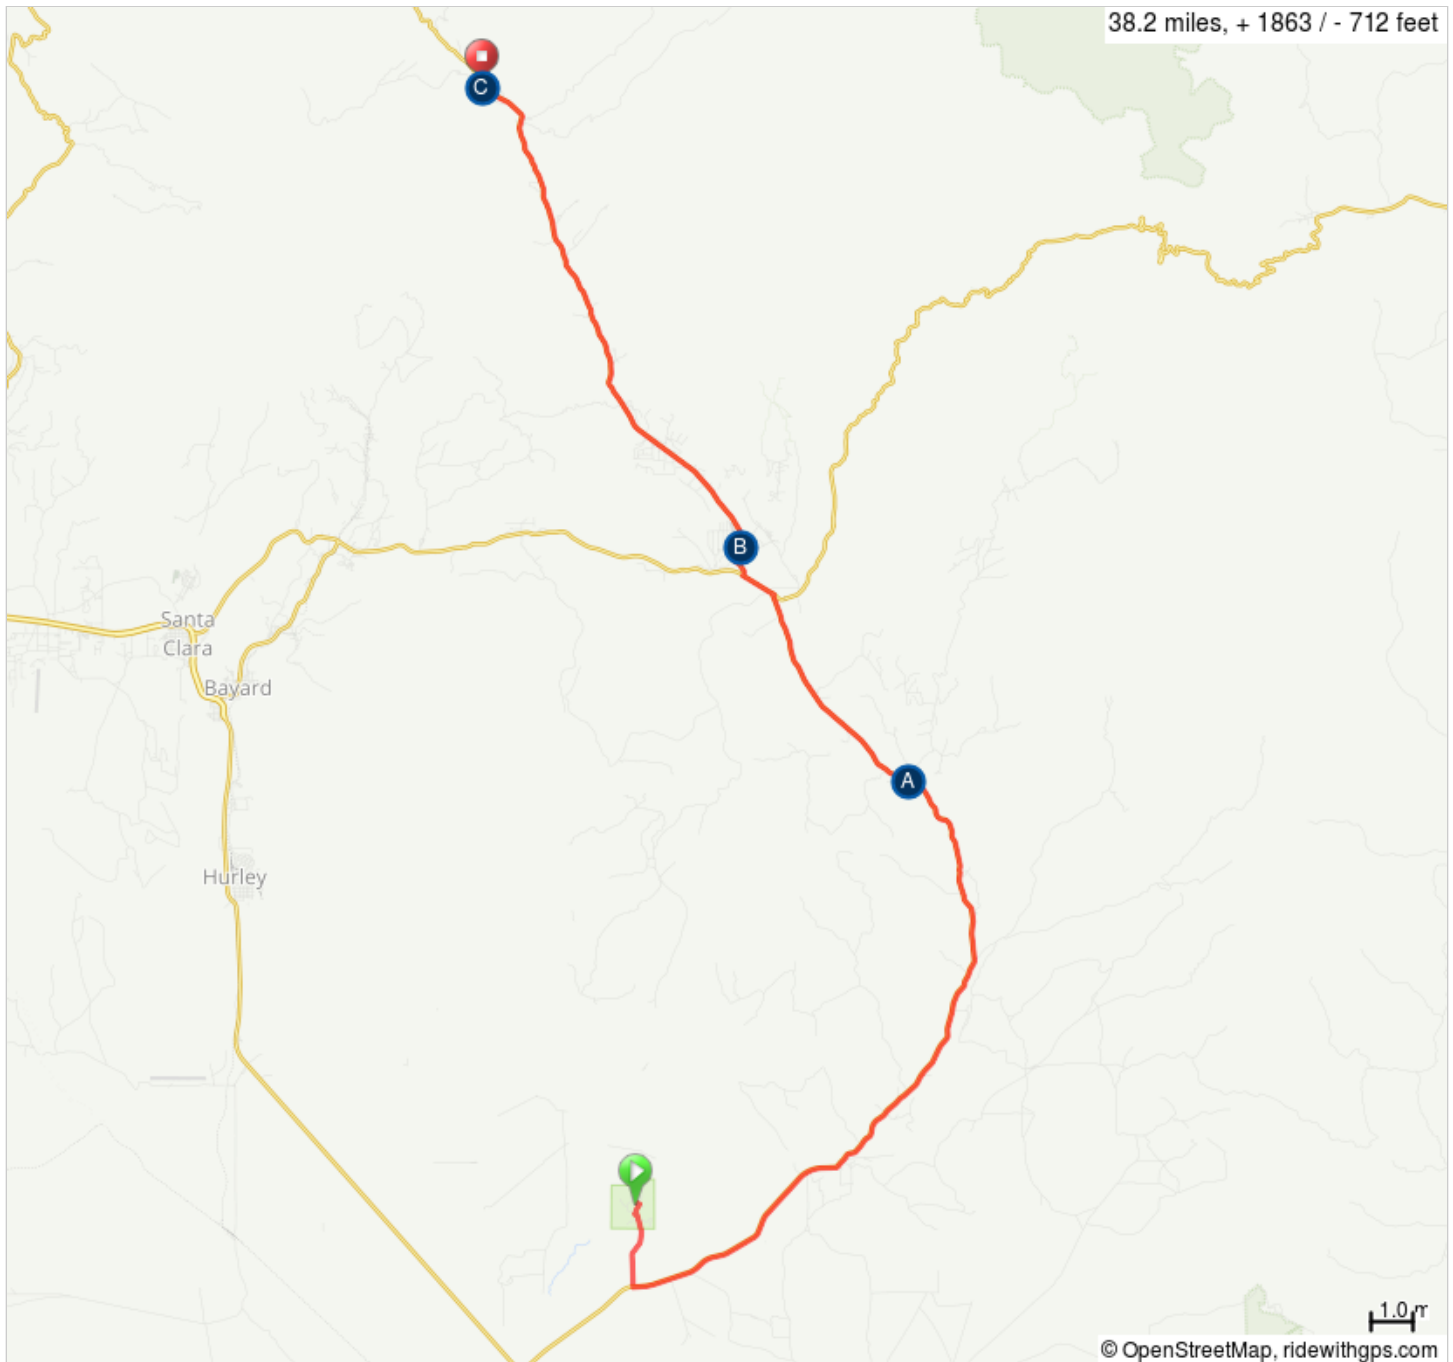 38.2 miles, + 1863 / - 712 feet
C
B
Santa
Clara
Bayard
A
Hurley
1.0 m
© OpenStreetMap, ridewithgps.com